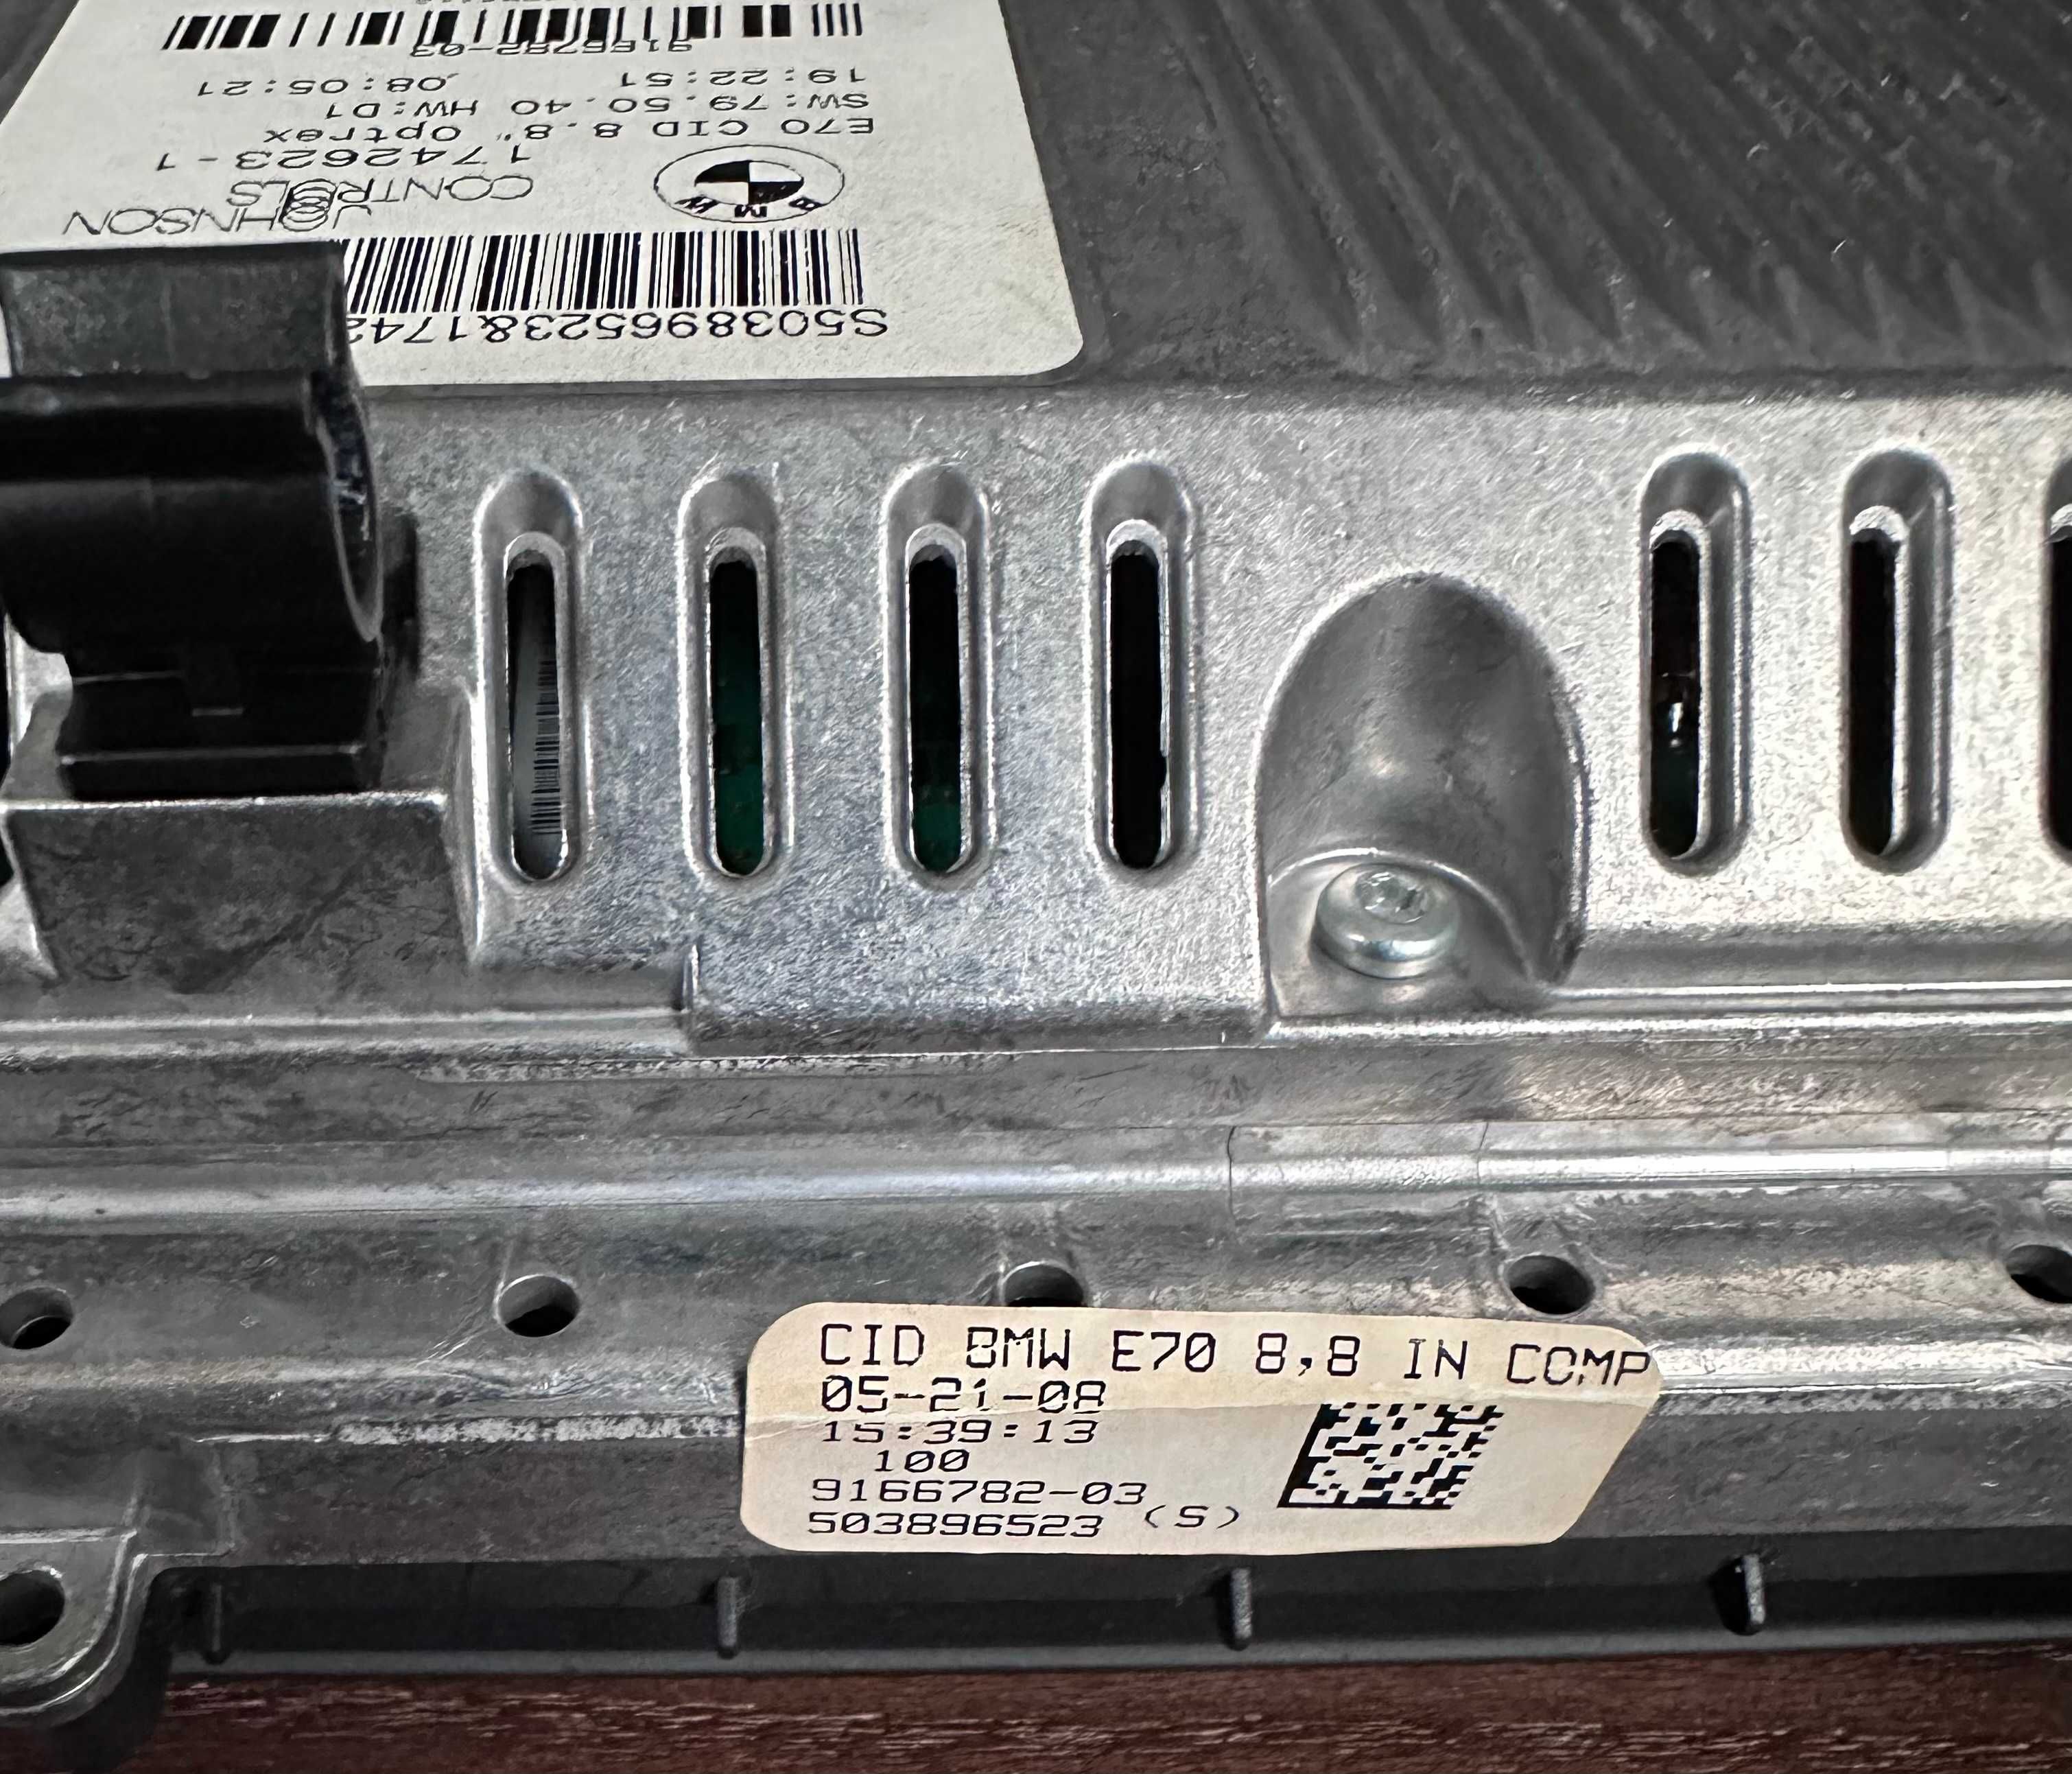 S503896523&1742
JOHNSON
CONTROLS
BMW
1742623-1
E70 CID 8.8" Optrex
SW:79.50.40 HW:D1
19:22:51 08:05:21
9166782-03
CID BMW E70 8,8 IN COMP
05-21-08
15:39:13
100
9166782-03
503896523 (S)